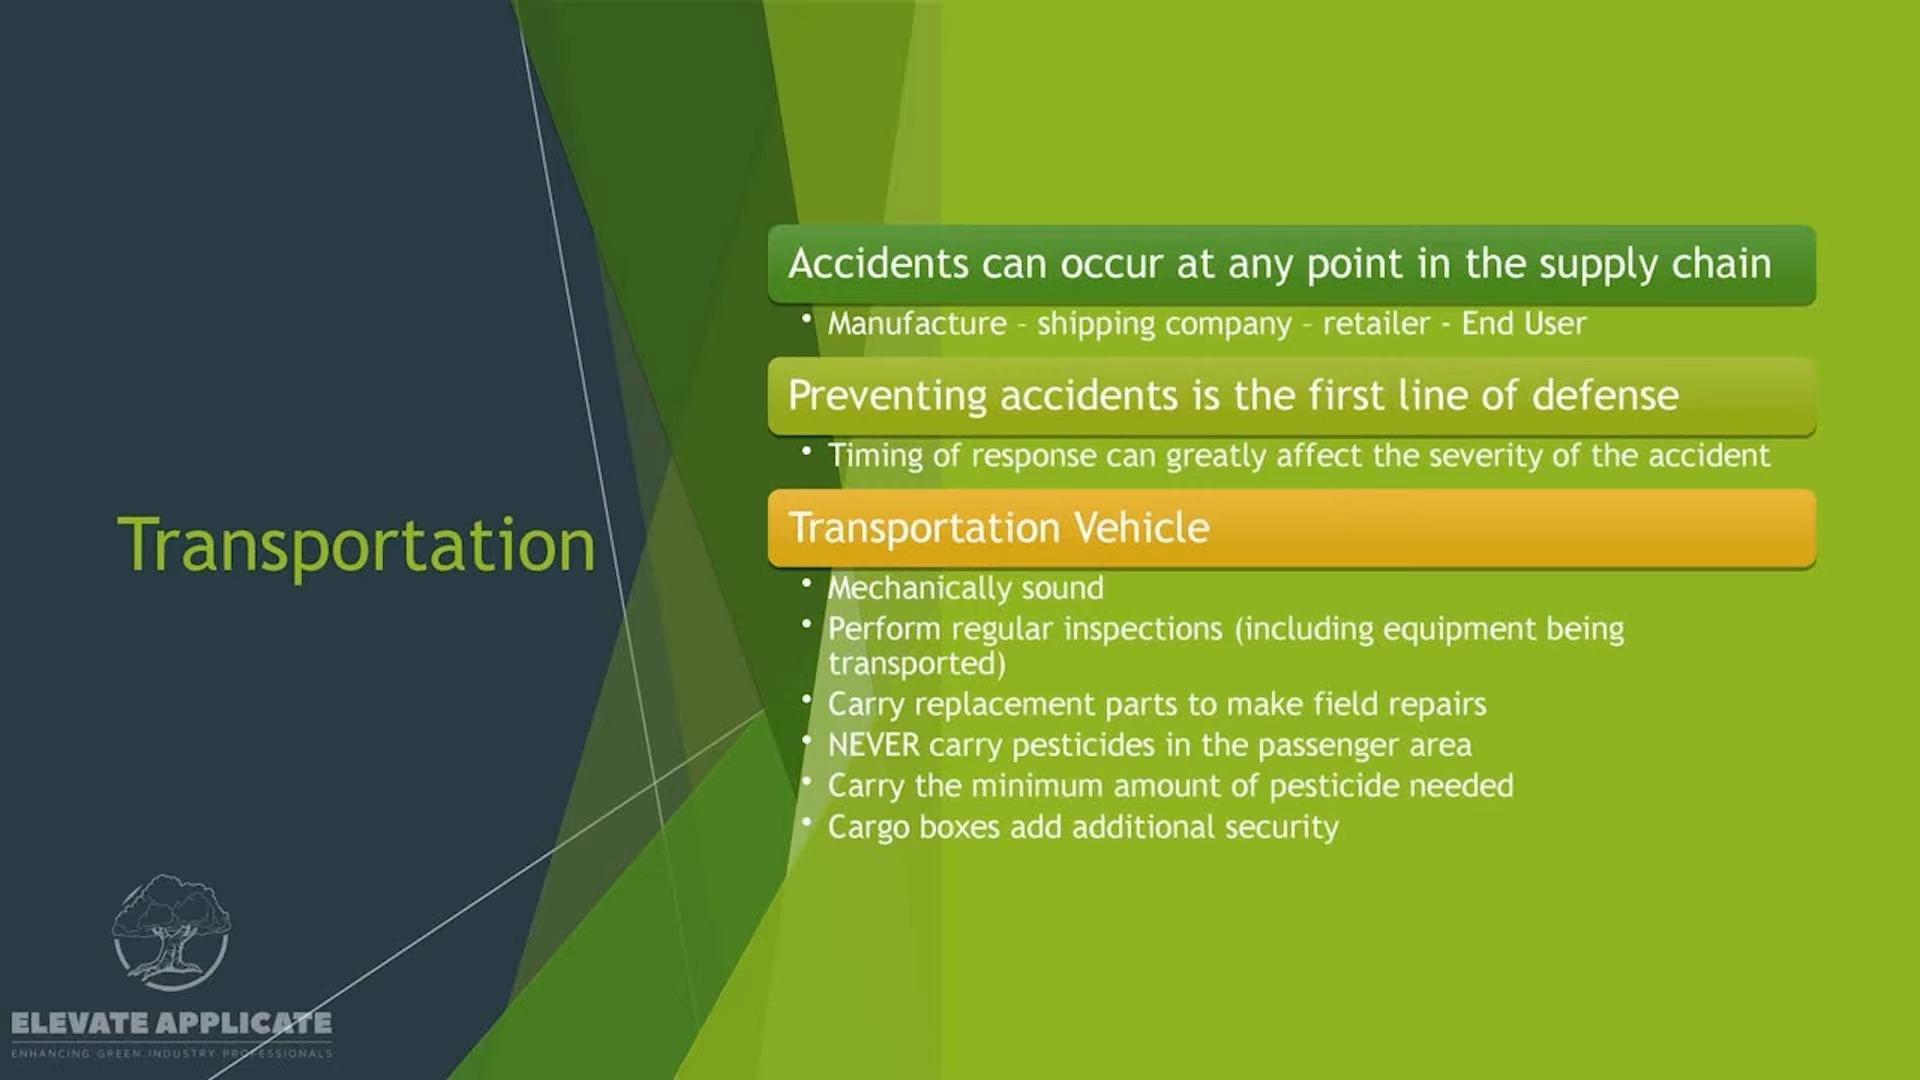 Transportation
Accidents can occur at any point in the supply chain
• Manufacture – shipping company – retailer - End User
Preventing accidents is the first line of defense
• Timing of response can greatly affect the severity of the accident
Transportation Vehicle
• Mechanically sound
• Perform regular inspections (including equipment being
transported)
• Carry replacement parts to make field repairs
• NEVER carry pesticides in the passenger area
• Carry the minimum amount of pesticide needed
• Cargo boxes add additional security
ELEVATE APPLICATE
ENHANCING GREEN INDUSTRY PROFESSIONALS